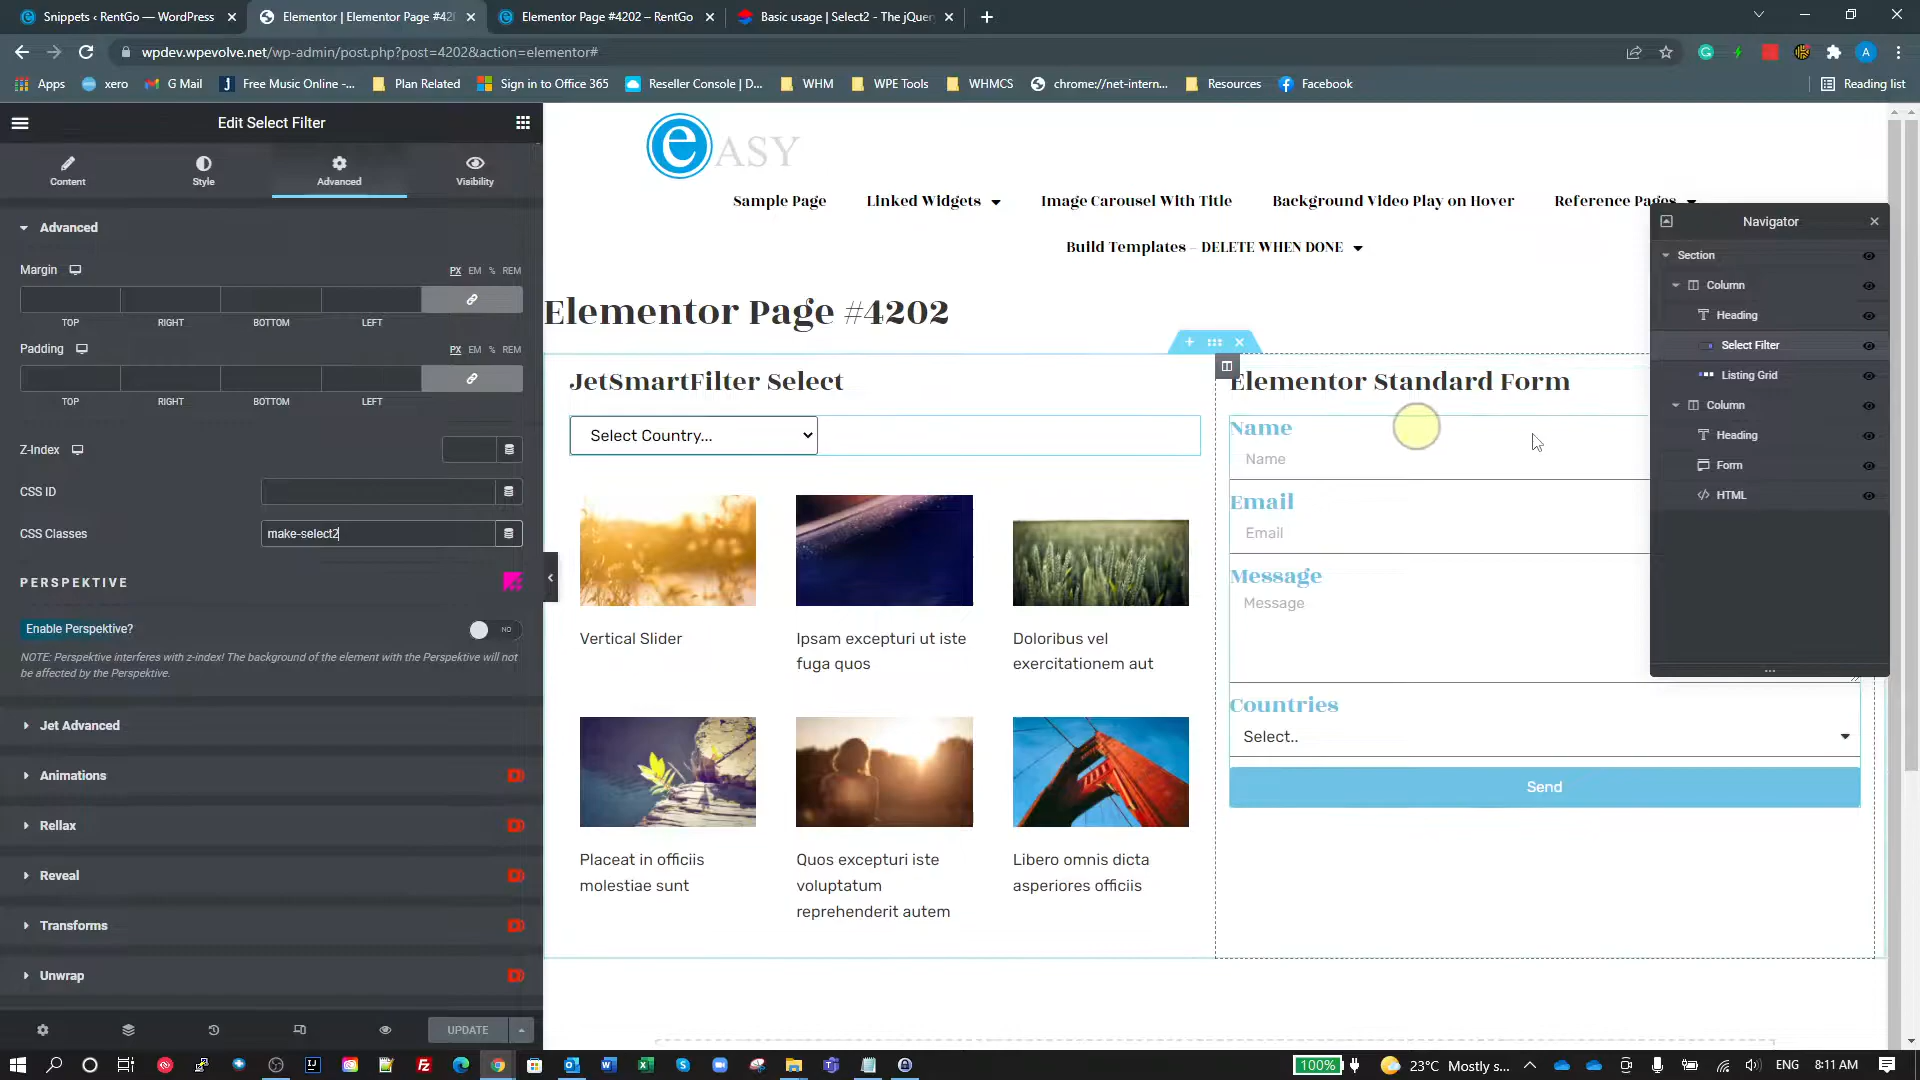 Snippets ‹ RentGo — WordPress
Elementor | Elementor Page #42
Elementor Page #4202 – RentGo
Basic usage | Select2 - The jQuery
wpdev.wpevolve.net/wp-admin/post.php?post=4202&action=elementor#
Apps
xero
G Mail
Free Music Online -...
Plan Related
Sign in to Office 365
Reseller Console | D...
WHM
WPE Tools
WHMCS
chrome://net-intern...
Resources
Facebook
Reading list
Edit Select Filter
Content
Style
Advanced
Visibility
Advanced
Margin
PX EM % REM
TOP RIGHT BOTTOM LEFT
Padding
PX EM % REM
TOP RIGHT BOTTOM LEFT
Z-Index
CSS ID
CSS Classes
make-select2
PERSPEKTIVE
Enable Perspektive?
NO
NOTE: Perspektive interferes with z-index! The background of the element with the Perspektive will not
be affected by the Perspektive.
Jet Advanced
Animations
Rellax
Reveal
Transforms
Unwrap
UPDATE
e ASY
Sample Page
Linked Widgets
Image Carousel With Title
Background Video Play on Hover
Reference Pages
Build Templates – DELETE WHEN DONE
Elementor Page #4202
JetSmartFilter Select
Select Country...
Vertical Slider
Ipsam excepturi ut iste
fuga quos
Doloribus vel
exercitationem aut
Placeat in officiis
molestiae sunt
Quos excepturi iste
voluptatum
reprehenderit autem
Libero omnis dicta
asperiores officiis
Elementor Standard Form
Name
Name
Email
Email
Message
Message
Countries
Select..
Send
Navigator
Section
Column
Heading
Select Filter
Listing Grid
Column
Heading
Form
HTML
100%
23°C Mostly s...
ENG
8:11 AM